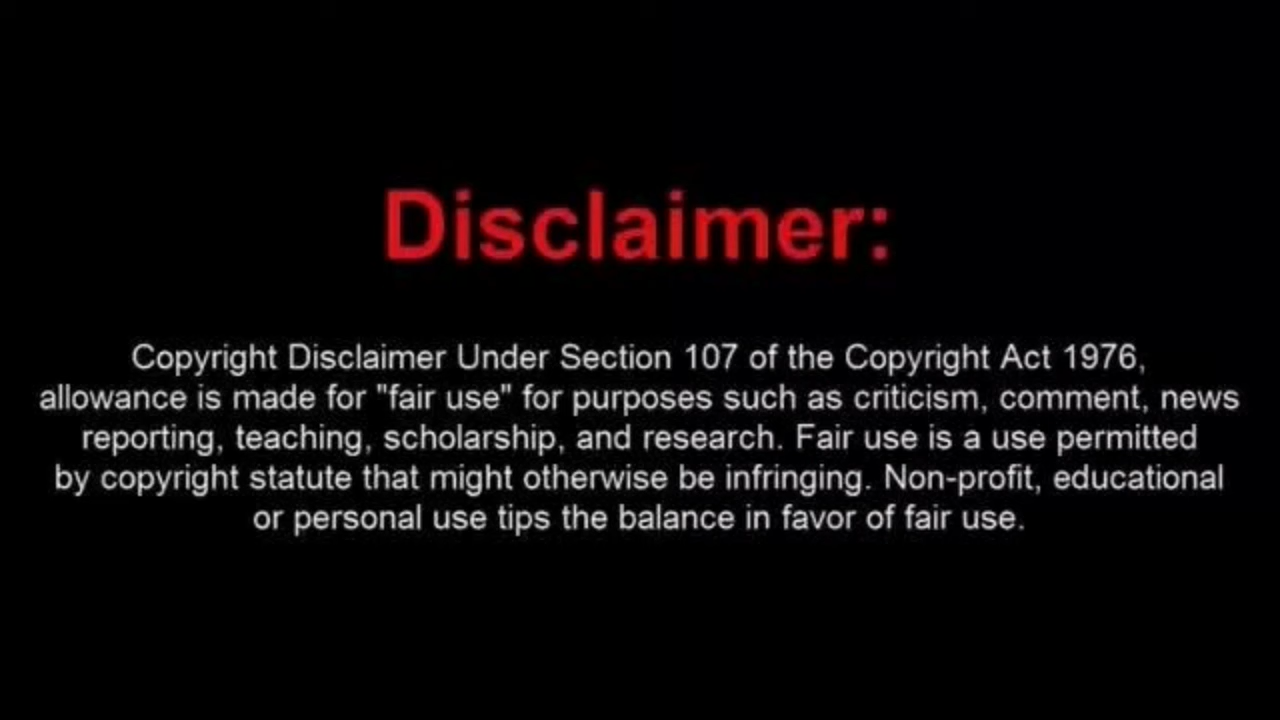 Disclaimer:
Copyright Disclaimer Under Section 107 of the Copyright Act 1976,
allowance is made for "fair use" for purposes such as criticism, comment, news
reporting, teaching, scholarship, and research. Fair use is a use permitted
by copyright statute that might otherwise be infringing. Non-profit, educational
or personal use tips the balance in favor of fair use.